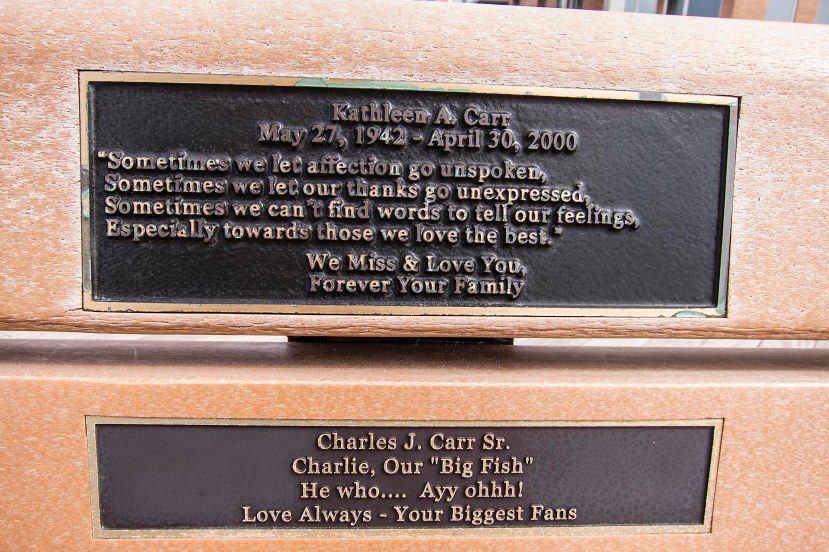 Kathleen A. Carr
May 27, 1942 - April 30, 2000
"Sometimes we let affection go unspoken,
Sometimes we let our thanks go unexpressed,
Sometimes we can't find words to tell our feelings,
Especially towards those we love the best."
We Miss & Love You,
Forever Your Family
Charles J. Carr Sr.
Charlie, Our "Big Fish"
He who.... Ayy ohhh!
Love Always - Your Biggest Fans